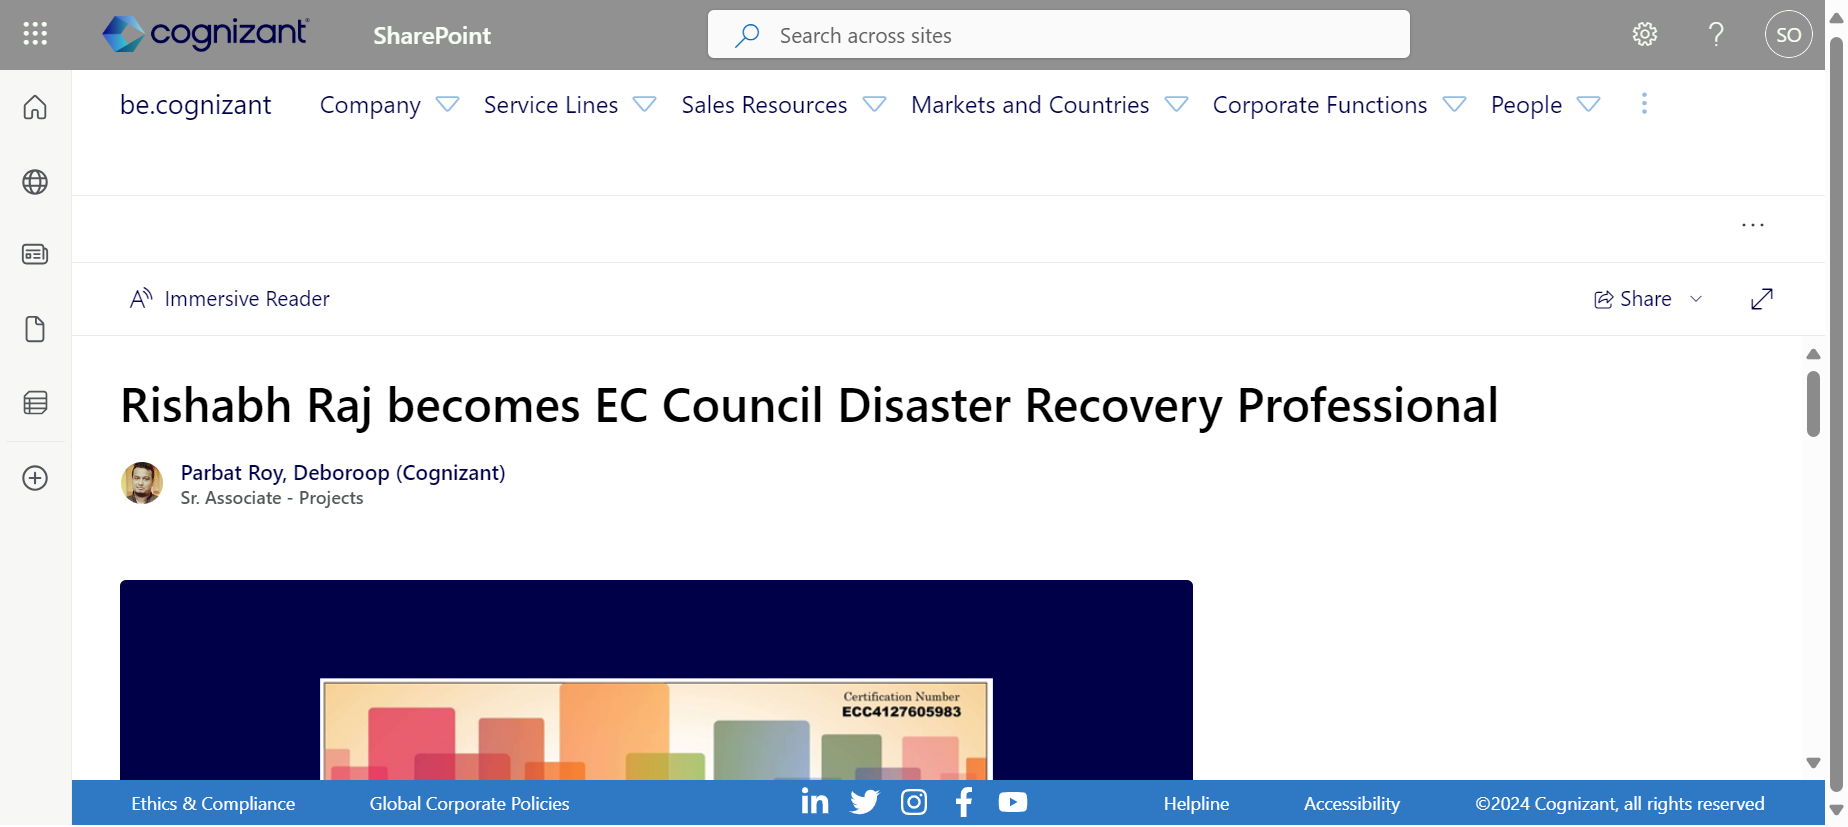 cognizant
SharePoint
Search across sites
SO
be.cognizant
Company
Service Lines
Sales Resources
Markets and Countries
Corporate Functions
People
Immersive Reader
Share
Rishabh Raj becomes EC Council Disaster Recovery Professional
Parbat Roy, Deboroop (Cognizant)
Sr. Associate - Projects
Certification Number
ECC4127605983
Ethics & Compliance
Global Corporate Policies
Helpline
Accessibility
©2024 Cognizant, all rights reserved